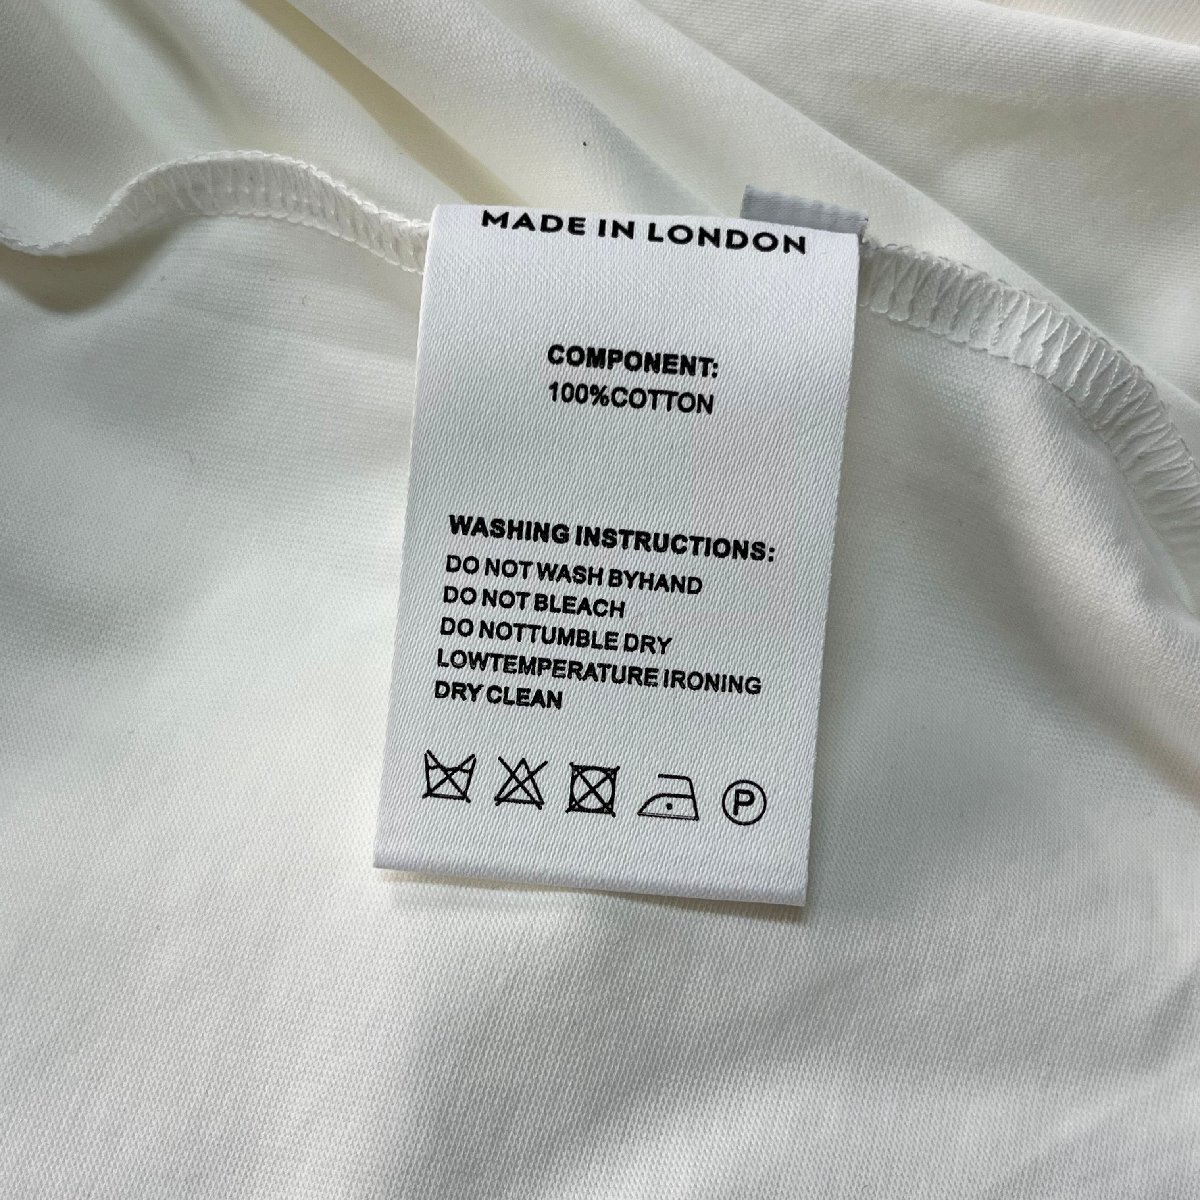 MADE IN LONDON
COMPONENT:
100%COTTON
WASHING INSTRUCTIONS:
DO NOT WASH BYHAND
DO NOT BLEACH
DO NOTTUMBLE DRY
LOWTEMPERATURE IRONING
DRY CLEAN
P